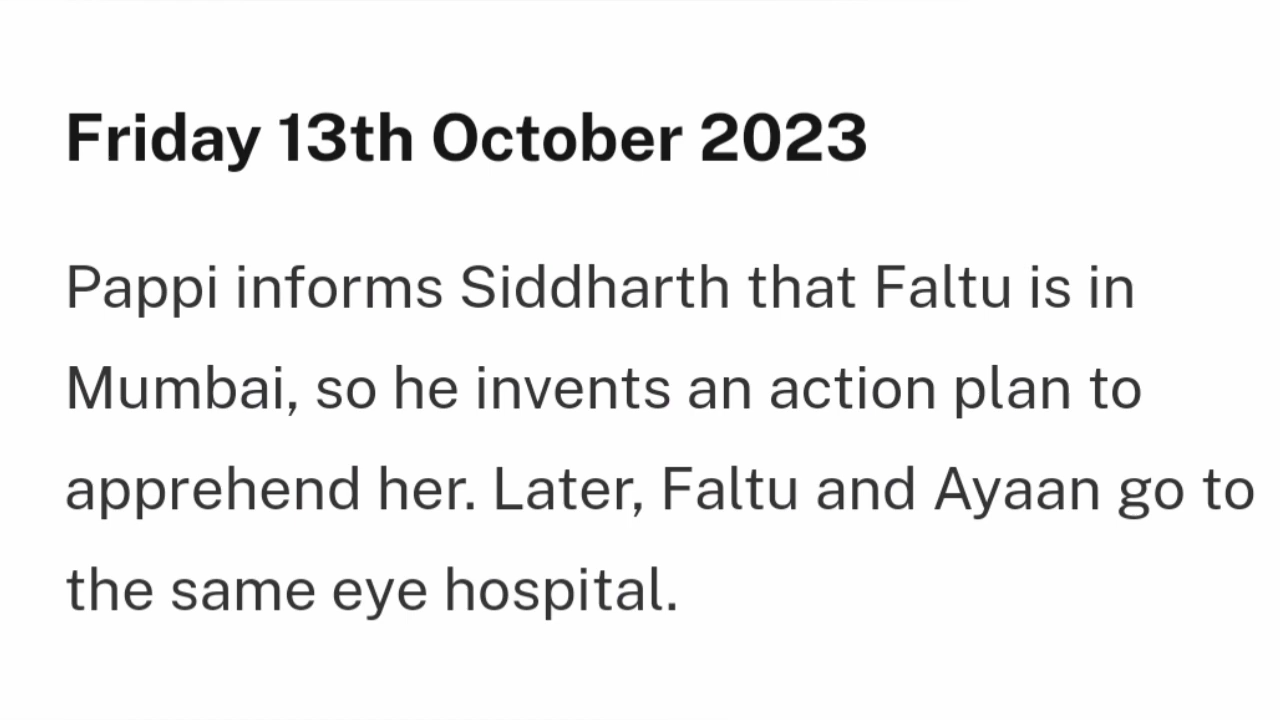 Friday 13th October 2023
Pappi informs Siddharth that Faltu is in
Mumbai, so he invents an action plan to
apprehend her. Later, Faltu and Ayaan go to
the same eye hospital.